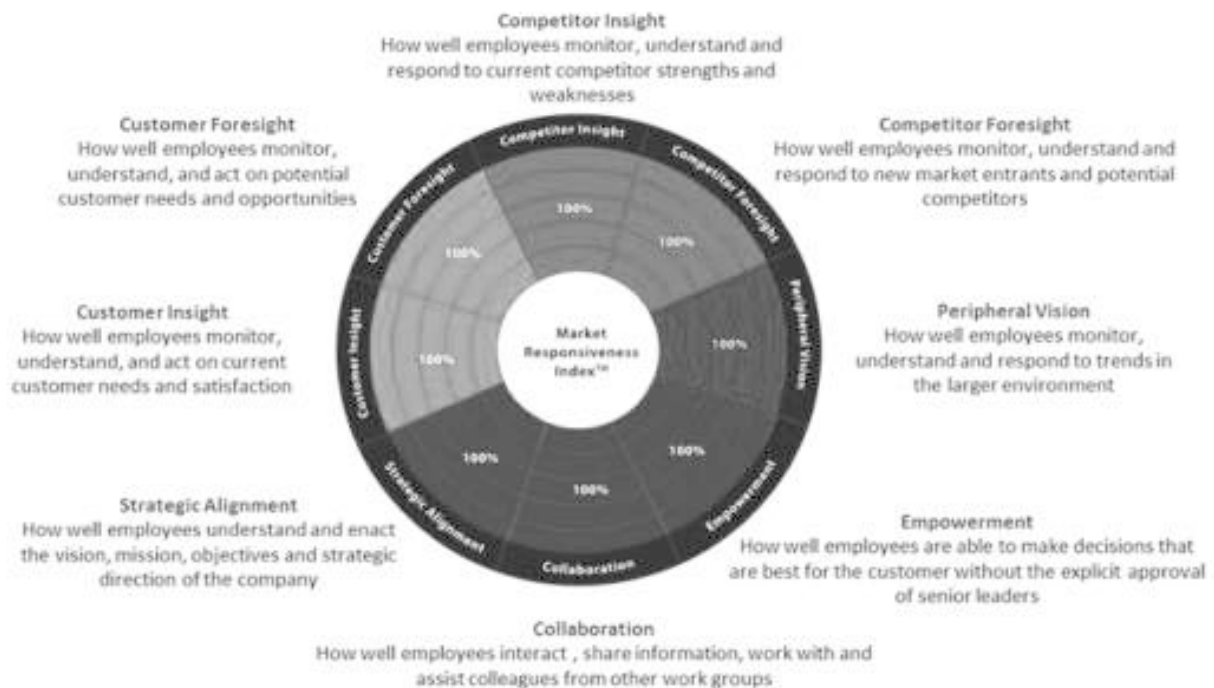 Competitor Insight
How well employees monitor, understand and
respond to current competitor strengths and
weaknesses
Customer Foresight
How well employees monitor,
understand, and act on potential
customer needs and opportunities
Competitor Foresight
How well employees monitor, understand and
respond to new market entrants and potential
competitors
Competitor Insight
Customer Foresight
Competitor Foresight
100%
100%
100%
Customer Insight
How well employees monitor,
understand, and act on current
customer needs and satisfaction
Customer Insight
100%
Market
Responsiveness
Index™
100%
Peripheral Vision
Peripheral Vision
How well employees monitor,
understand and respond to trends in
the larger environment
100%
100%
100%
Strategic Alignment
Collaboration
Empowerment
Strategic Alignment
How well employees understand and enact
the vision, mission, objectives and strategic
direction of the company
Empowerment
How well employees are able to make decisions that
are best for the customer without the explicit approval
of senior leaders
Collaboration
How well employees interact , share information, work with and
assist colleagues from other work groups